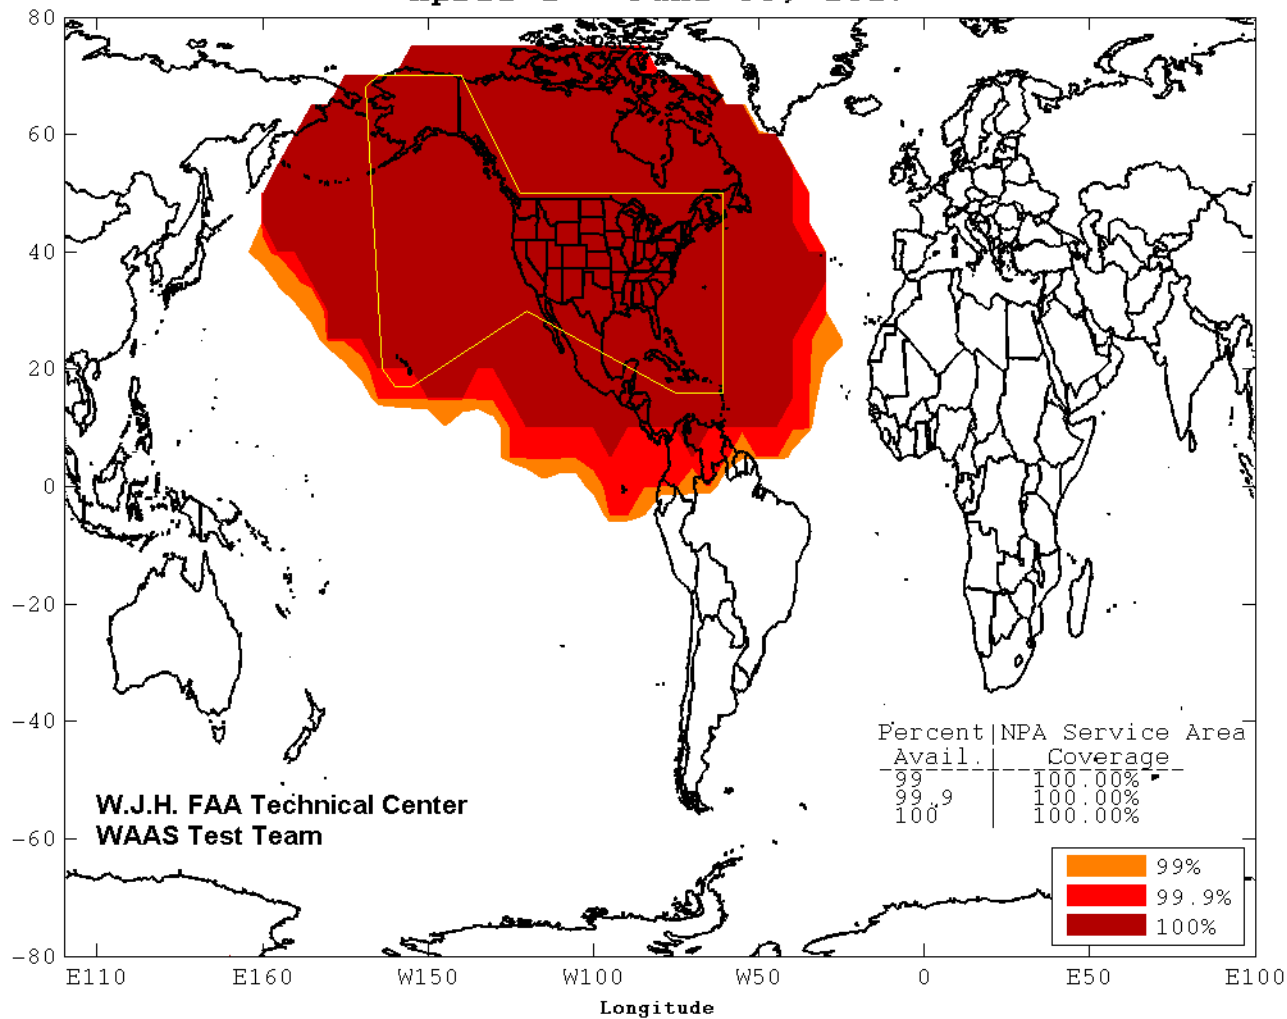 80
60
40
20
0
-20
-40
-60
-80
Percent|NPA Service Area
Avail.| Coverage
99 | 100.00%
99.9 | 100.00%
100 | 100.00%
W.J.H. FAA Technical Center
WAAS Test Team
99%
99.9%
100%
E110 E160 W150 W100 W50 0 E50 E100
Longitude